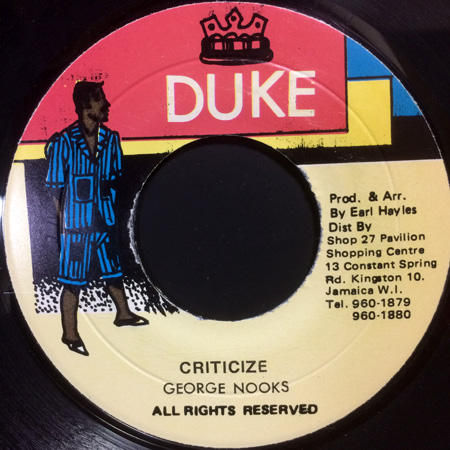 DUKE
Prod. & Arr.
By Earl Hayles
Dist By
Shop 27 Pavilion
Shopping Centre
13 Constant Spring
Rd. Kingston 10.
Jamaica W.I.
Tel. 960-1879
960-1880
CRITICIZE
GEORGE NOOKS
ALL RIGHTS RESERVED